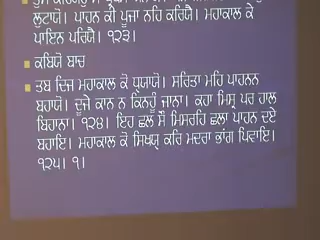 ਲੁਟਾਯੋ। ਪਾਹਨ ਕੀ ਪੂਜਾ ਨਹਿ ਕਰਿਯੈ। ਮਹਾਕਾਲ ਕੇ
ਪਾਇਨ ਪਰਿਯੈ। ੧੨੩।
ਕਬਿਯੋ ਬਾਚ
ਤਬ ਦਿਜ ਮਹਾਕਾਲ ਕੋ ਧ੍ਯਾਯੋ। ਸਰਿਤਾ ਮਹਿ ਪਾਹਨਨ
ਬਹਾਯੋ। ਦੂਜੇ ਕਾਨ ਨ ਕਿਨਹੂੰ ਜਾਨਾ। ਕਹਾ ਮਿਸ੍ਰ ਪਰ ਹਾਲ
ਬਿਹਾਨਾ। ੧੨੪। ਇਹ ਛਲ ਸੌ ਮਿਸਰਹਿ ਛਲਾ ਪਾਹਨ ਦਏ
ਬਹਾਇ। ਮਹਾਕਾਲ ਕੋ ਸਿਖਯ੍ ਕਰਿ ਮਦਰਾ ਭਾਂਗ ਪਿਵਾਇ।
੧੨੫। ੧।